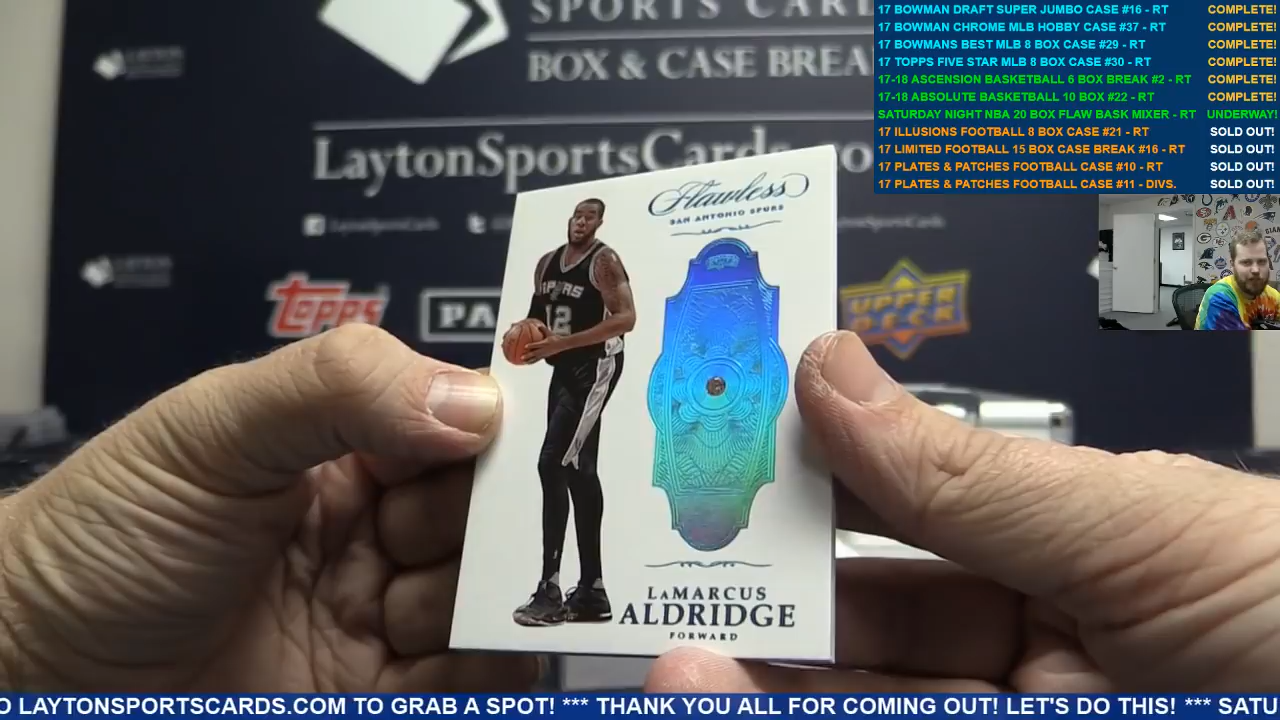 SPORTS CARD
BOX & CASE BREA
LaytonSportsCards.co
17 BOWMAN DRAFT SUPER JUMBO CASE #16 - RT COMPLETE!
17 BOWMAN CHROME MLB HOBBY CASE #37 - RT COMPLETE!
17 BOWMANS BEST MLB 8 BOX CASE #29 - RT COMPLETE!
17 TOPPS FIVE STAR MLB 8 BOX CASE #30 - RT COMPLETE!
17-18 ASCENSION BASKETBALL 6 BOX BREAK #2 - RT COMPLETE!
17-18 ABSOLUTE BASKETBALL 10 BOX #22 - RT COMPLETE!
SATURDAY NIGHT NBA 20 BOX FLAW BASK MIXER - RT UNDERWAY!
17 ILLUSIONS FOOTBALL 8 BOX CASE #21 - RT SOLD OUT!
17 LIMITED FOOTBALL 15 BOX CASE BREAK #16 - RT SOLD OUT!
17 PLATES & PATCHES FOOTBALL CASE #10 - RT SOLD OUT!
17 PLATES & PATCHES FOOTBALL CASE #11 - DIVS. SOLD OUT!
Flawless
SAN ANTONIO SPURS
SPURS
12
topps
PA
UPPER
DECK
LaMARCUS
ALDRIDGE
FORWARD
O LAYTONSPORTSCARDS.COM TO GRAB A SPOT! *** THANK YOU ALL FOR COMING OUT! LET'S DO THIS! *** SATU